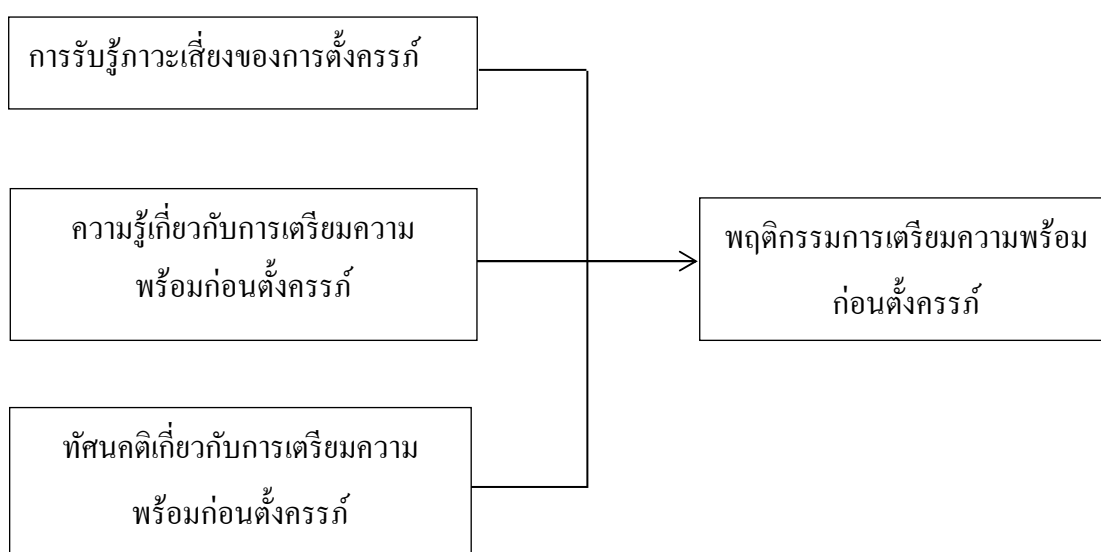 การรับรู้ภาวะเสี่ยงของการตั้งครรภ์
ความรู้เกี่ยวกับการเตรียมความ
พร้อมก่อนตั้งครรภ์
พฤติกรรมการเตรียมความพร้อม
ก่อนตั้งครรภ์
ทัศนคติเกี่ยวกับการเตรียมความ
พร้อมก่อนตั้งครรภ์